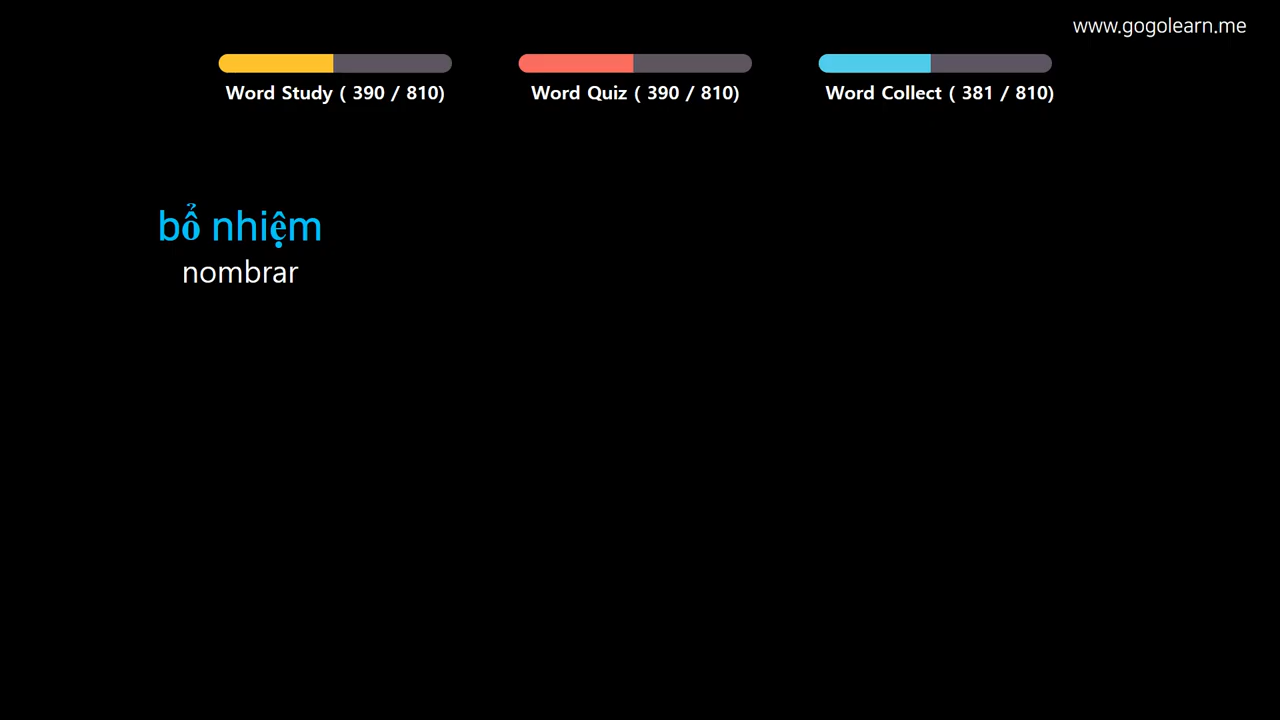 www.gogolearn.me
Word Study ( 390 / 810)
Word Quiz ( 390 / 810)
Word Collect ( 381 / 810)
bổ nhiệm
nombrar